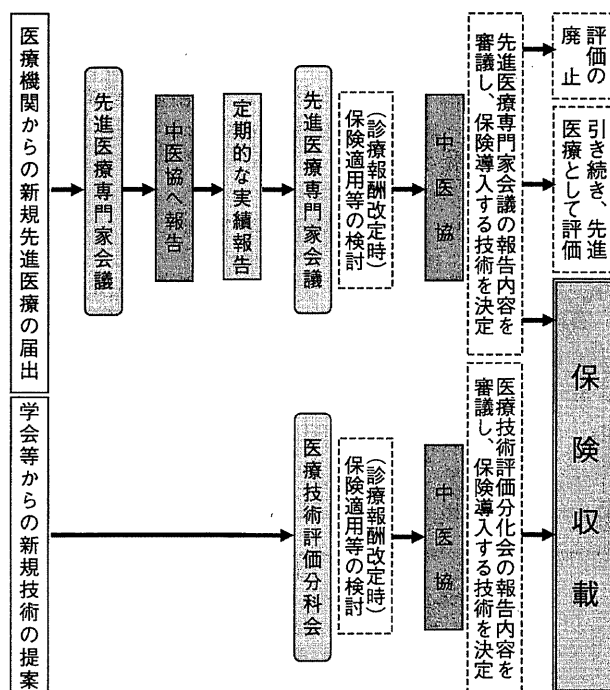 医療機関からの新規先進医療の届出
先進医療専門家会議
中医協へ報告
定期的な実績報告
先進医療専門家会議
(診療報酬改定時)
保険適用等の検討
中医協
先進医療専門家会議の報告内容を
審議し、保険導入する技術を決定
評価の
廃止
引き続き、先進
医療として評価
保険収載
学会等からの新規技術の提案
医療技術評価分科会
(診療報酬改定時)
保険適用等の検討
中医協
医療技術評価分化会の報告内容を
審議し、保険導入する技術を決定